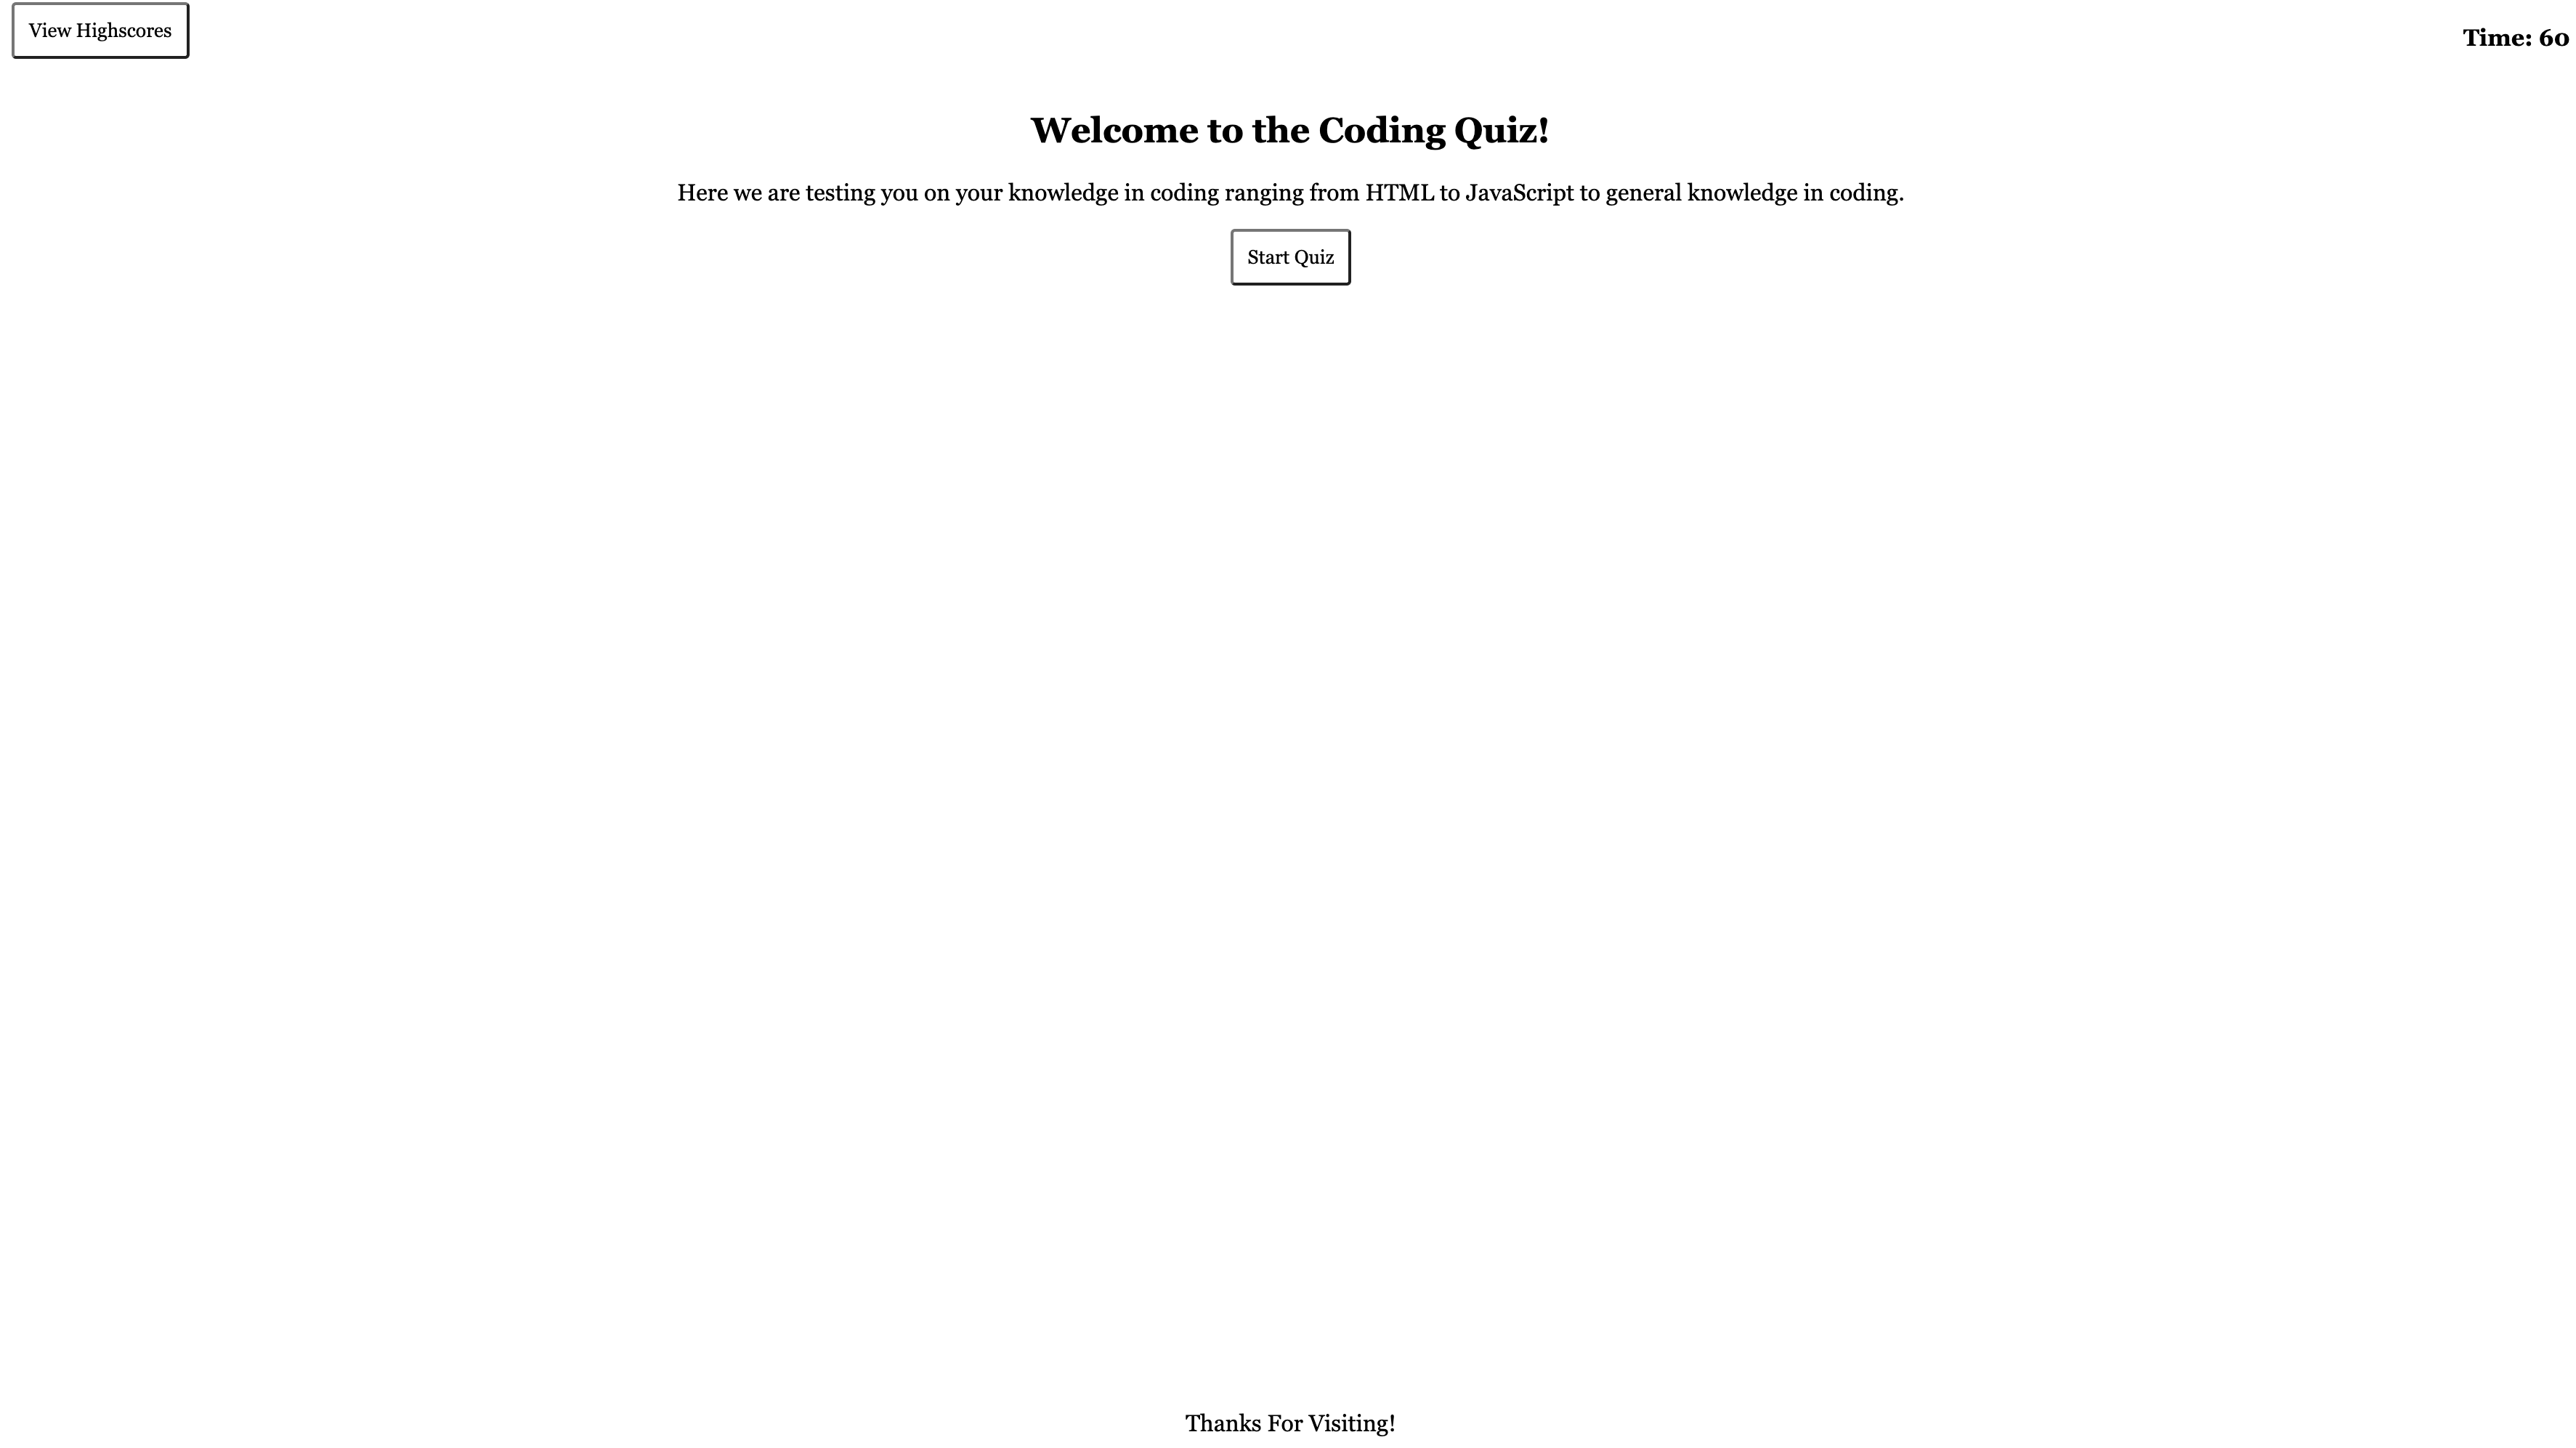 View Highscores
Time: 60
Welcome to the Coding Quiz!
Here we are testing you on your knowledge in coding ranging from HTML to JavaScript to general knowledge in coding.
Start Quiz
Thanks For Visiting!